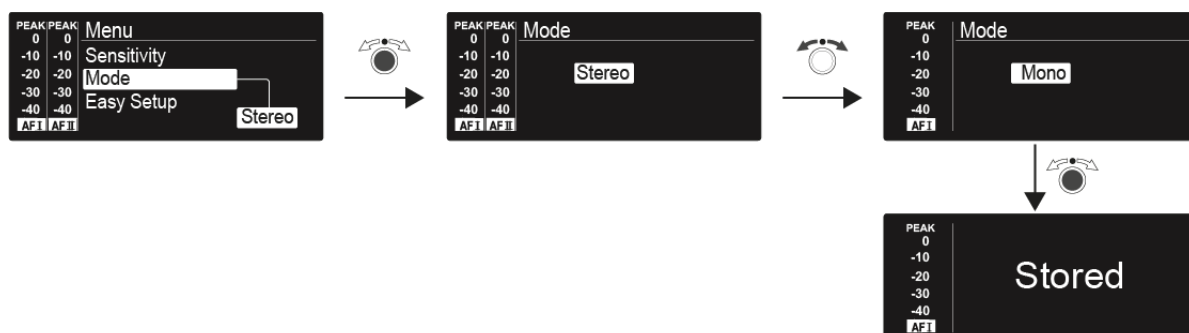 PEAK PEAK Menu
0 0
-10 -10 Sensitivity
-20 -20 Mode
-30 -30 Easy Setup
-40 -40 Stereo
AF I AF II
PEAK PEAK Mode
0 0
-10 -10
-20 -20 Stereo
-30 -30
-40 -40
AF I AF II
PEAK Mode
0
-10
-20 Mono
-30
-40
AF I
PEAK
0
-10
-20 Stored
-30
-40
AF I